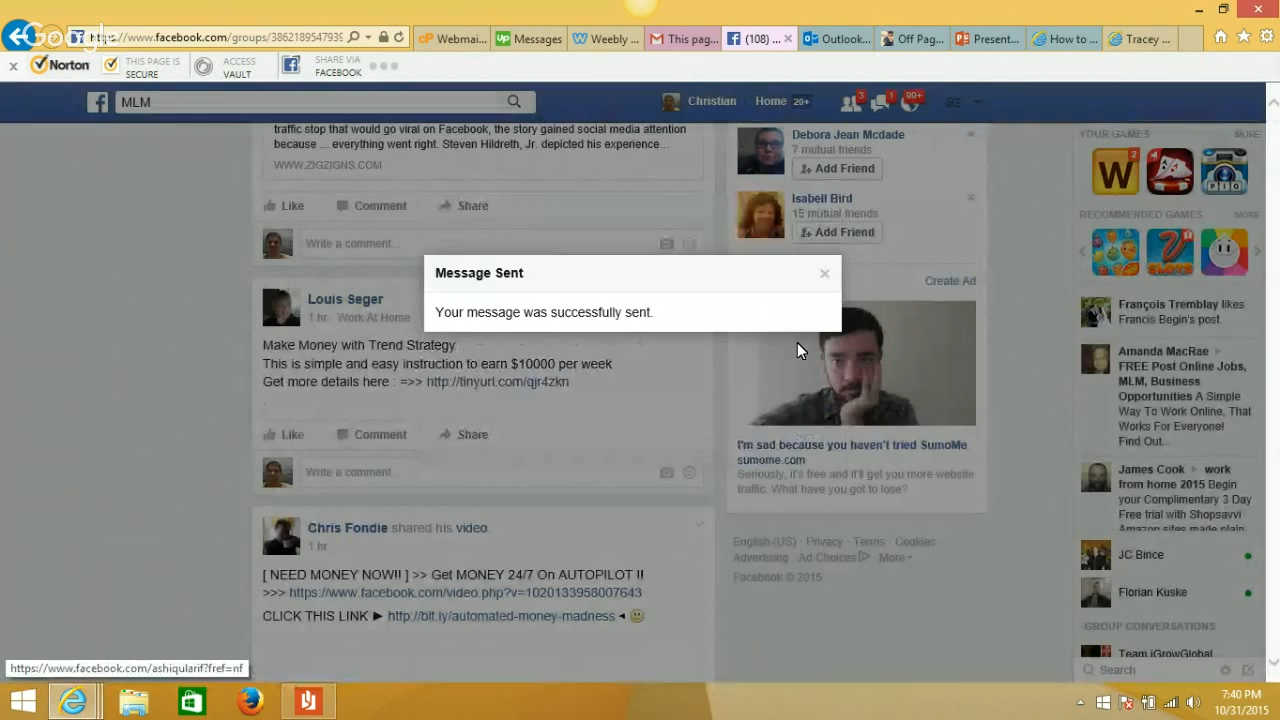 Google
https://www.facebook.com/groups/3862189547939
Webmai...
Messages
Weebly ...
This pag...
(108) ...
Outlook...
Off Pag...
Present...
How to ...
Tracey ...
Norton
THIS PAGE IS
SECURE
ACCESS
VAULT
SHARE VIA
FACEBOOK
MLM
Christian
Home 20+
3
1
99+
traffic stop that would go viral on Facebook, the story gained social media attention
because ... everything went right. Steven Hildreth, Jr. depicted his experience...
WWW.ZIGZIGNS.COM
Like Comment Share
Write a comment...
Message Sent
Your message was successfully sent.
Louis Seger
1 hr · Work At Home
Make Money with Trend Strategy
This is simple and easy instruction to earn $10000 per week
Get more details here : =>> http://tinyurl.com/qjr4zkn
.
Like Comment Share
Write a comment...
Chris Fondie shared his video.
1 hr
[ NEED MONEY NOW!! ] >> Get MONEY 24/7 On AUTOPILOT !!
>>> https://www.facebook.com/video.php?v=1020133958007643
CLICK THIS LINK ► http://bit.ly/automated-money-madness ◄
Debora Jean Mcdade
7 mutual friends
Add Friend
Isabell Bird
15 mutual friends
Add Friend
Create Ad
I'm sad because you haven't tried SumoMe
sumome.com
Seriously, it's free and it'll get you more website
traffic. What have you got to lose?
English (US) · Privacy · Terms · Cookies ·
Advertising · Ad Choices · More
Facebook © 2015
YOUR GAMES MORE
W
2
PIC
RECOMMENDED GAMES MORE
SLOTS
François Tremblay likes
Francis Begin's post.
Amanda MacRae ▸
FREE Post Online Jobs,
MLM, Business
Opportunities A Simple
Way To Work Online, That
Works For Everyone!
Find Out...
James Cook ▸ work
from home 2015 Begin
your Complimentary 3 Day
Free trial with Shopsavvi
Amazon sites made plain
JC Bince
Florian Kuske
GROUP CONVERSATIONS
Team iGrowGlobal
Search
https://www.facebook.com/ashiqularif?fref=nf
7:40 PM
10/31/2015